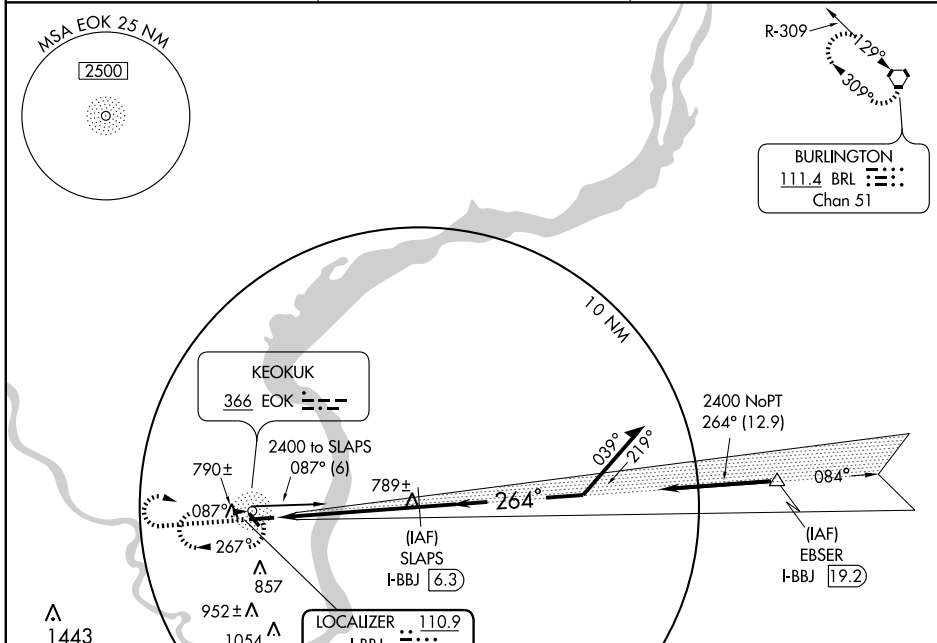 MSA EOK 25 NM
2500
R-309
129°
309°
BURLINGTON
111.4 BRL
Chan 51
10 NM
KEOKUK
366 EOK
2400 to SLAPS
087° (6)
790±
087°
267°
789±
264°
039°
219°
2400 NoPT
264° (12.9)
084°
(IAF)
SLAPS
I-BBJ 6.3
(IAF)
EBSER
I-BBJ 19.2
857
952±
1054
1443
LOCALIZER 110.9
I-BBJ